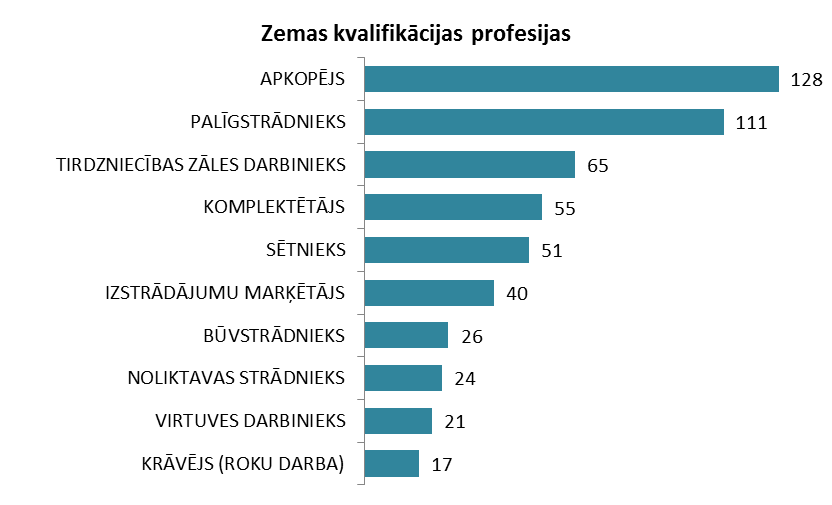 Zemas kvalifikācijas profesijas
APKOPĒJS 128
PALĪGSTRĀDNIEKS 111
TIRDZNIECĪBAS ZĀLES DARBINIEKS 65
KOMPLEKTĒTĀJS 55
SĒTNIEKS 51
IZSTRĀDĀJUMU MARĶĒTĀJS 40
BŪVSTRĀDNIEKS 26
NOLIKTAVAS STRĀDNIEKS 24
VIRTUVES DARBINIEKS 21
KRĀVĒJS (ROKU DARBA) 17